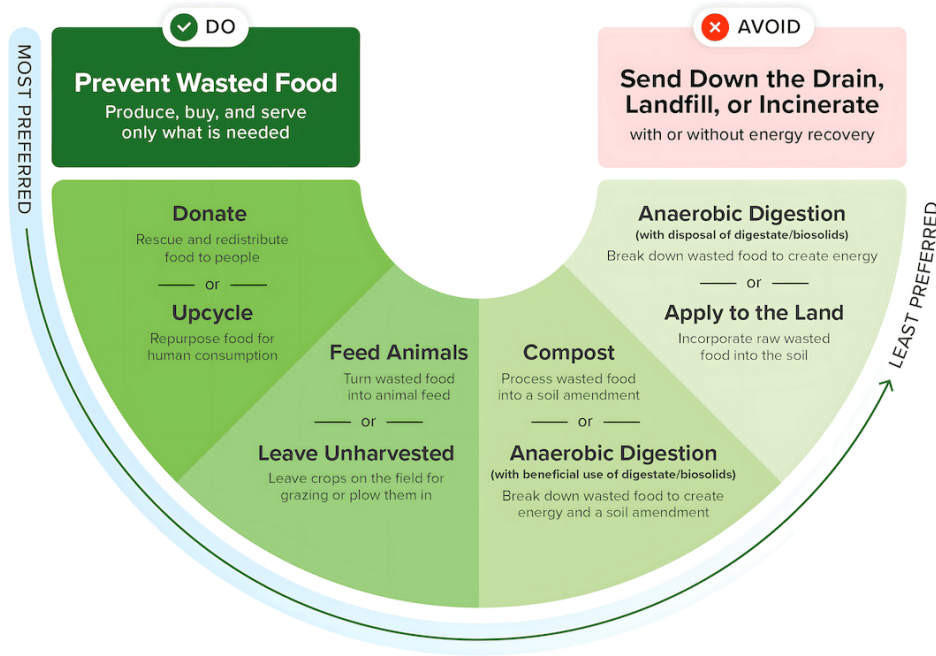 DO
Prevent Wasted Food
Produce, buy, and serve
only what is needed
AVOID
Send Down the Drain,
Landfill, or Incinerate
with or without energy recovery
MOST PREFERRED
Donate
Rescue and redistribute
food to people
or
Upcycle
Repurpose food for
human consumption
Feed Animals
Turn wasted food
into animal feed
or
Leave Unharvested
Leave crops on the field for
grazing or plow them in
Compost
Process wasted food
into a soil amendment
or
Anaerobic Digestion
(with beneficial use of digestate/biosolids)
Break down wasted food to create
energy and a soil amendment
Anaerobic Digestion
(with disposal of digestate/biosolids)
Break down wasted food to create energy
or
Apply to the Land
Incorporate raw wasted
food into the soil
LEAST PREFERRED